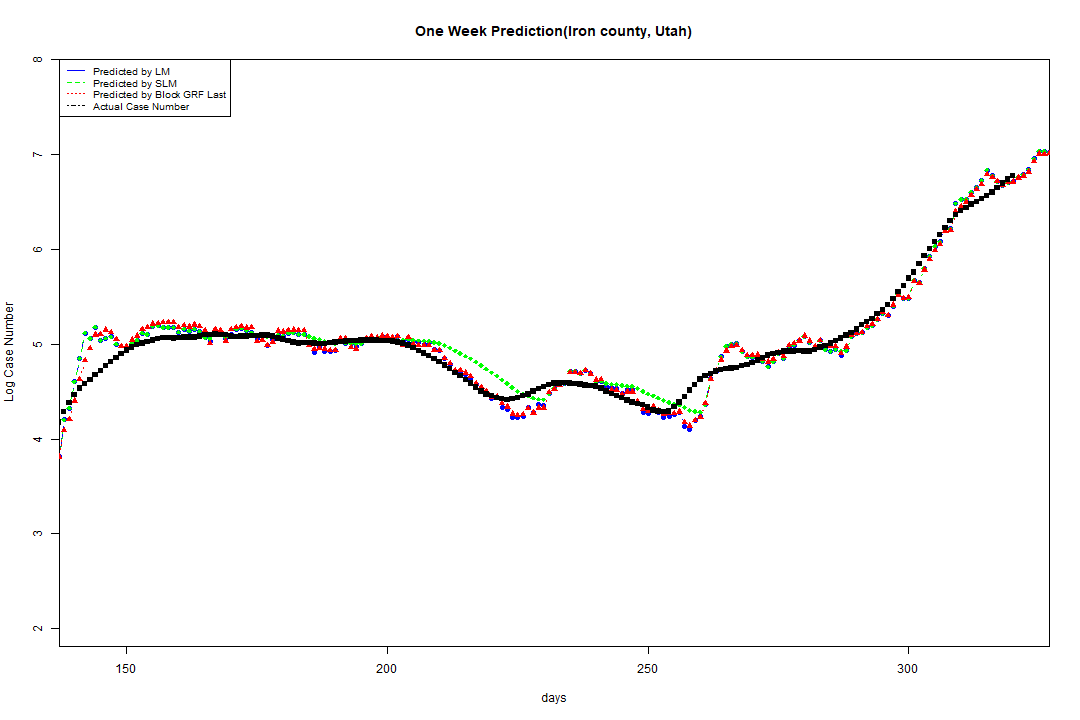 One Week Prediction(Iron county, Utah)
Predicted by LM
Predicted by SLM
Predicted by Block GRF Last
Actual Case Number
8
7
6
5
4
3
2
Log Case Number
150 200 250 300
days